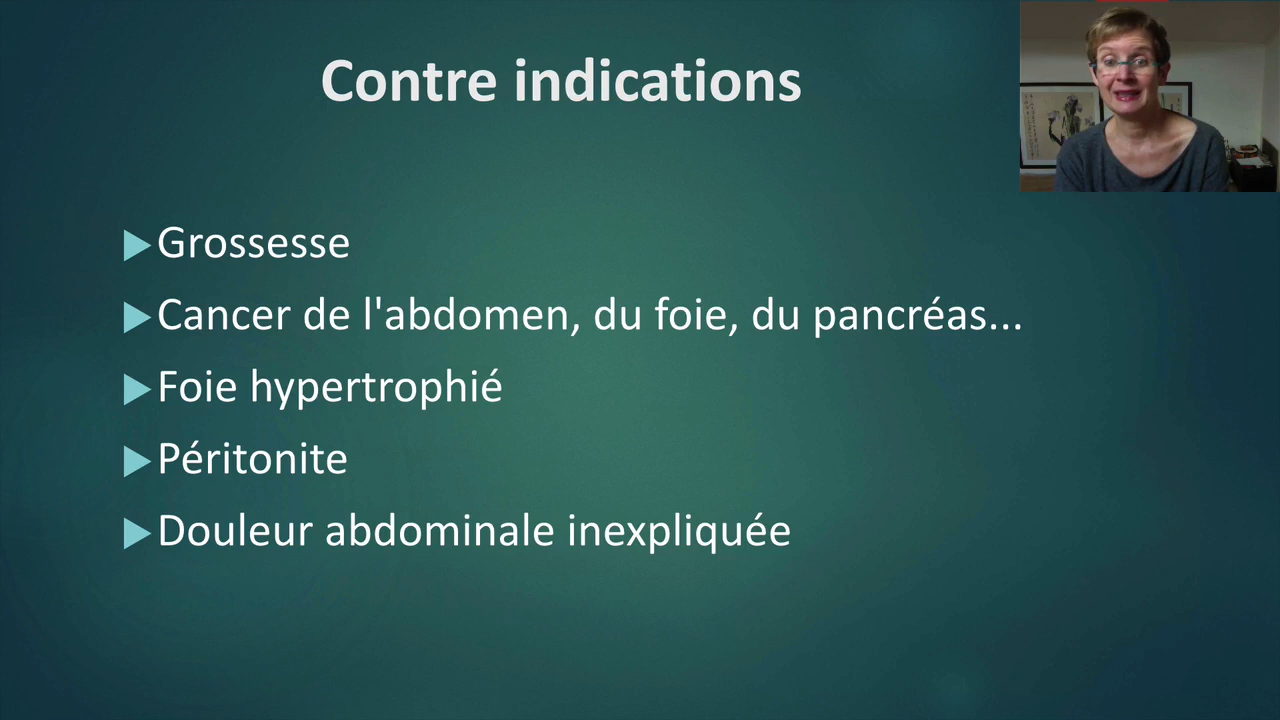 Contre indications
Grossesse
Cancer de l'abdomen, du foie, du pancréas...
Foie hypertrophié
Péritonite
Douleur abdominale inexpliquée